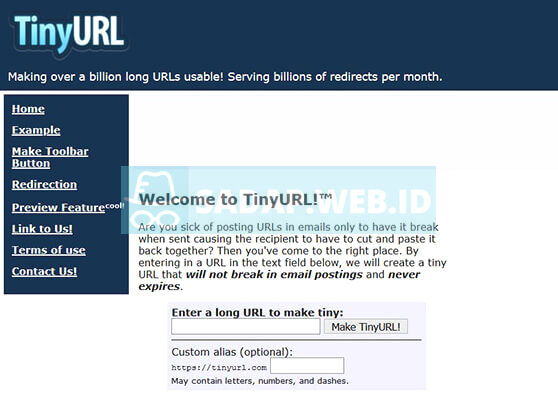 TinyURL
Making over a billion long URLs usable! Serving billions of redirects per month.
Home
Example
Make Toolbar
Button
Redirection
Preview Featurecool!
Link to Us!
Terms of use
Contact Us!
SADAP.WEB.ID
Welcome to TinyURL!™
Are you sick of posting URLs in emails only to have it break
when sent causing the recipient to have to cut and paste it
back together? Then you've come to the right place. By
entering in a URL in the text field below, we will create a tiny
URL that will not break in email postings and never
expires.
Enter a long URL to make tiny:
Make TinyURL!
Custom alias (optional):
https://tinyurl.com
May contain letters, numbers, and dashes.